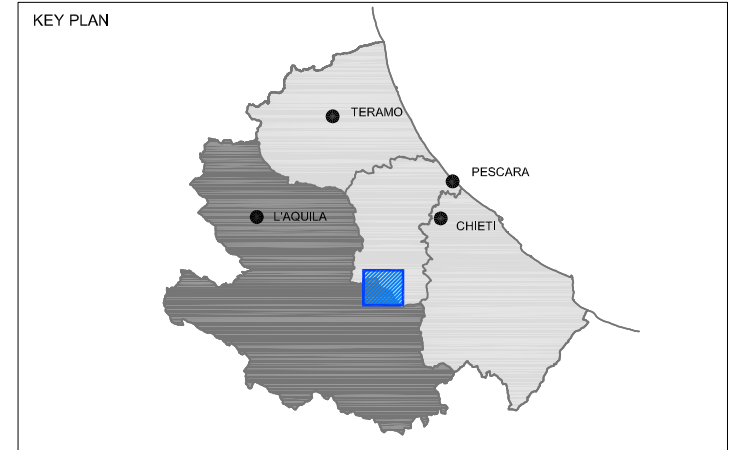 KEY PLAN
TERAMO
PESCARA
L'AQUILA
CHIETI